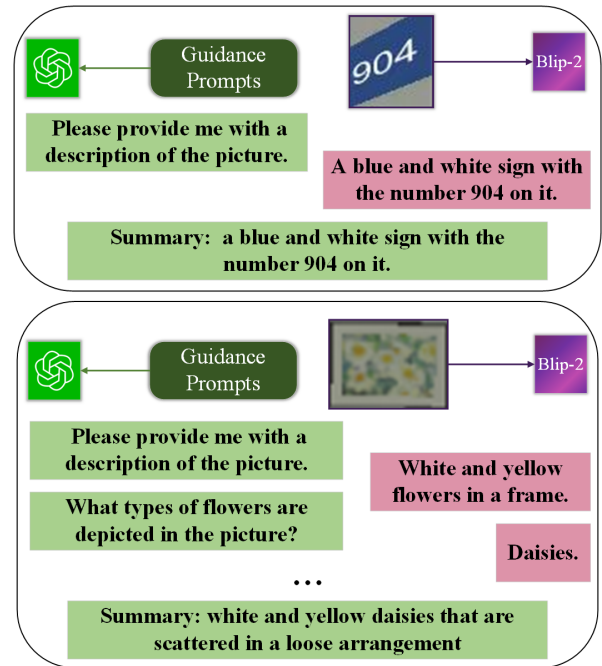 Guidance
Prompts
904
Blip-2
Please provide me with a
description of the picture.
A blue and white sign with
the number 904 on it.
Summary: a blue and white sign with the
number 904 on it.
Guidance
Prompts
Blip-2
Please provide me with a
description of the picture.
White and yellow
flowers in a frame.
What types of flowers are
depicted in the picture?
Daisies.
...
Summary: white and yellow daisies that are
scattered in a loose arrangement